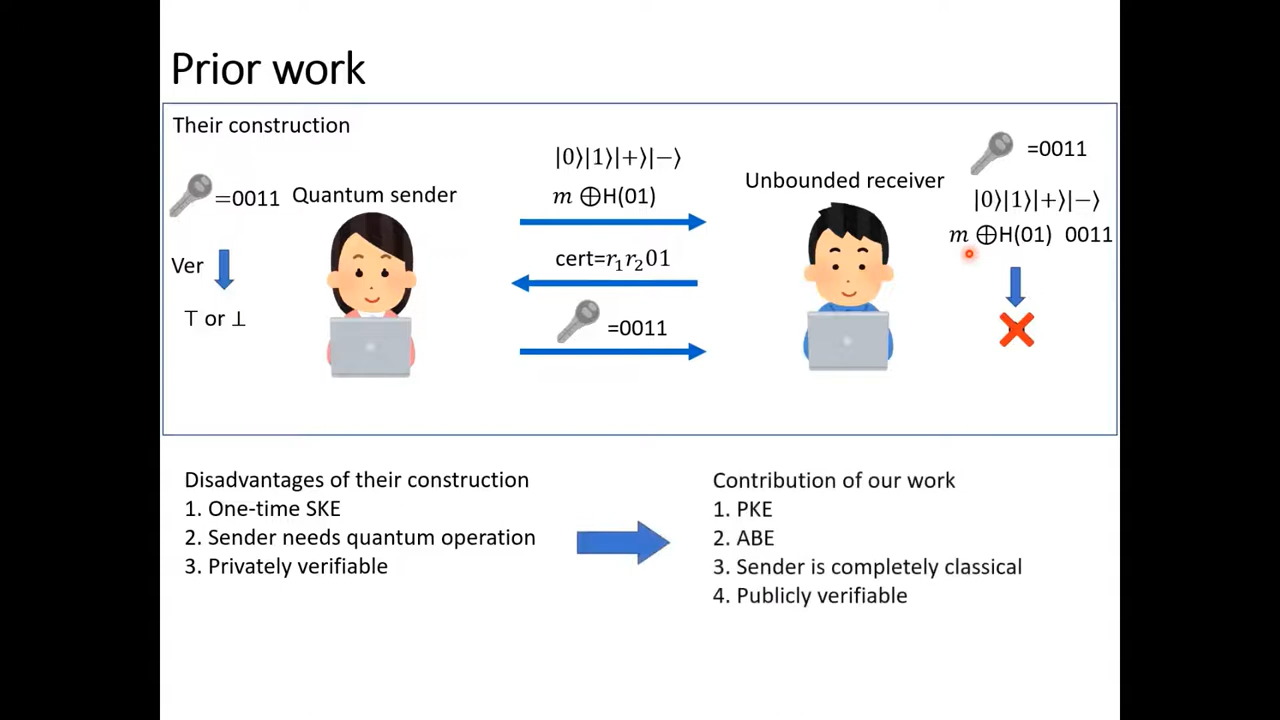 Prior work
Their construction
=0011
Quantum sender
Ver
⊤ or ⊥
|0⟩|1⟩|+⟩|−⟩
m ⊕H(01)
cert=r₁r₂01
=0011
Unbounded receiver
=0011
|0⟩|1⟩|+⟩|−⟩
m ⊕H(01) 0011
Disadvantages of their construction
1. One-time SKE
2. Sender needs quantum operation
3. Privately verifiable
Contribution of our work
1. PKE
2. ABE
3. Sender is completely classical
4. Publicly verifiable